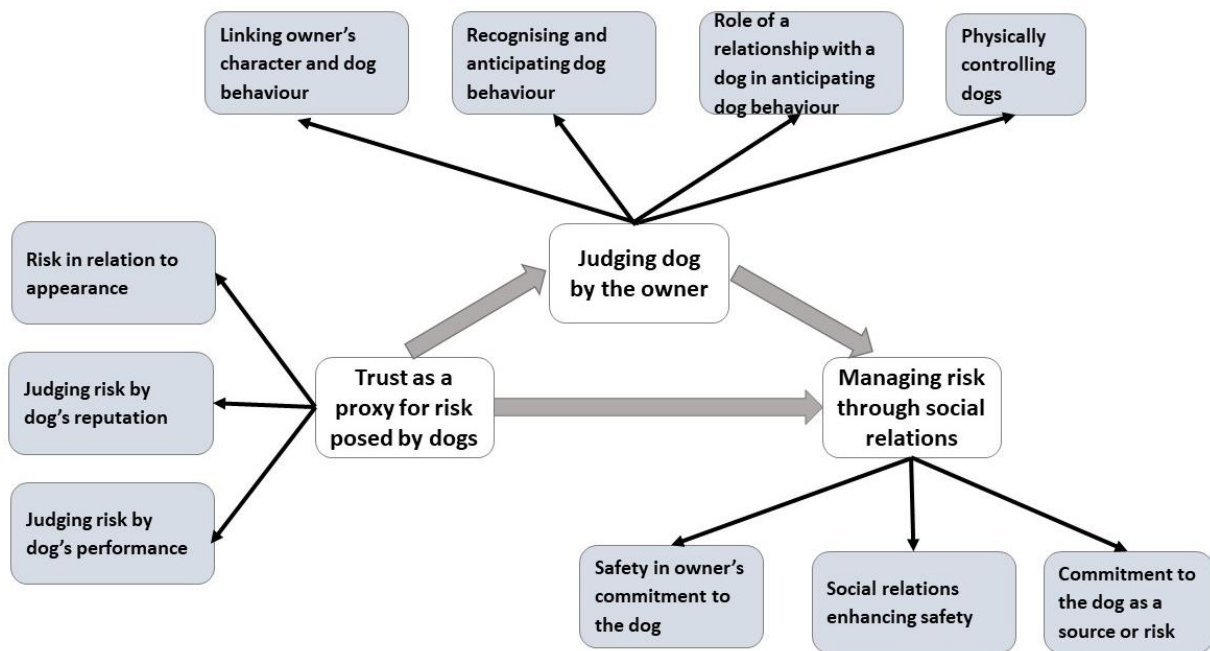 Linking owner's
character and dog
behaviour
Recognising and
anticipating dog
behaviour
Role of a
relationship with a
dog in anticipating
dog behaviour
Physically
controlling
dogs
Judging dog
by the owner
Risk in relation to
appearance
Judging risk by
dog's reputation
Judging risk by
dog's performance
Trust as a
proxy for risk
posed by dogs
Managing risk
through social
relations
Safety in owner's
commitment to
the dog
Social relations
enhancing safety
Commitment to
the dog as a
source or risk